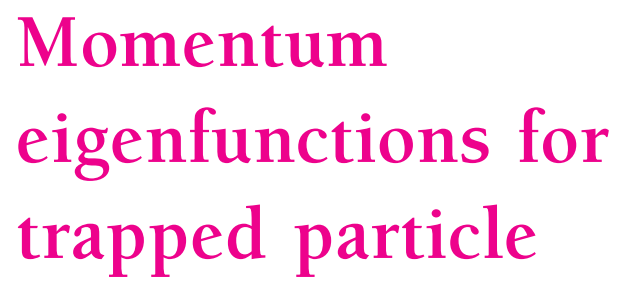 Momentum
eigenfunctions for
trapped particle